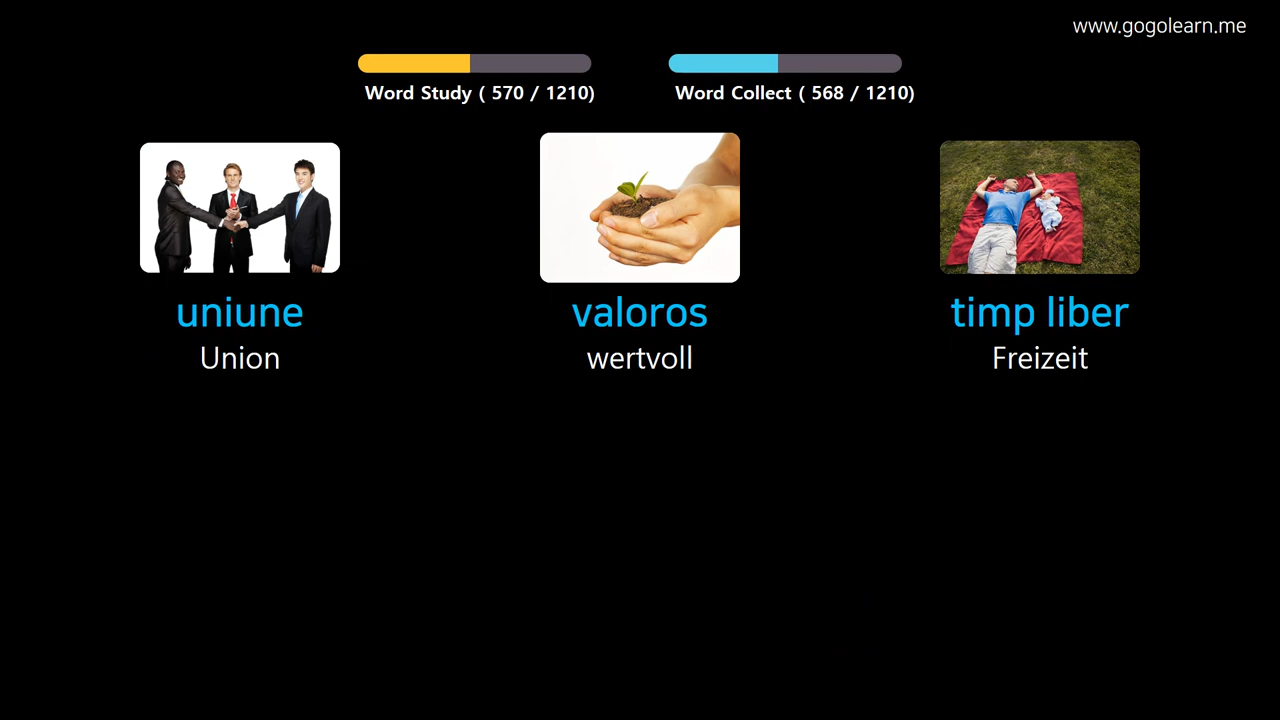 www.gogolearn.me
Word Study ( 570 / 1210)
Word Collect ( 568 / 1210)
uniune
Union
valoros
wertvoll
timp liber
Freizeit